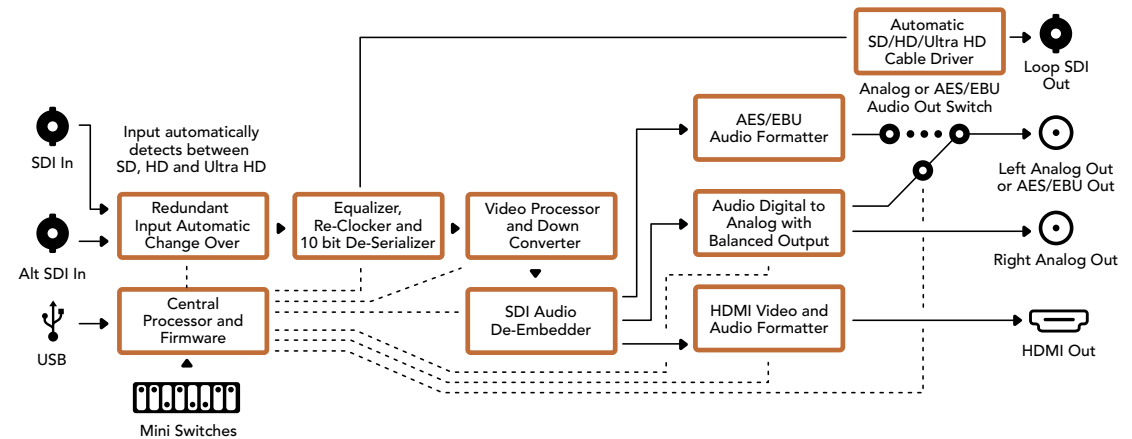 Automatic
SD/HD/Ultra HD
Cable Driver
Loop SDI
Out
Analog or AES/EBU
Audio Out Switch
SDI In
Input automatically
detects between
SD, HD and Ultra HD
AES/EBU
Audio Formatter
Left Analog Out
or AES/EBU Out
Alt SDI In
Redundant
Input Automatic
Change Over
Equalizer,
Re-Clocker and
10 bit De-Serializer
Video Processor
and Down
Converter
Audio Digital to
Analog with
Balanced Output
Right Analog Out
USB
Central
Processor and
Firmware
SDI Audio
De-Embedder
HDMI Video and
Audio Formatter
HDMI Out
Mini Switches